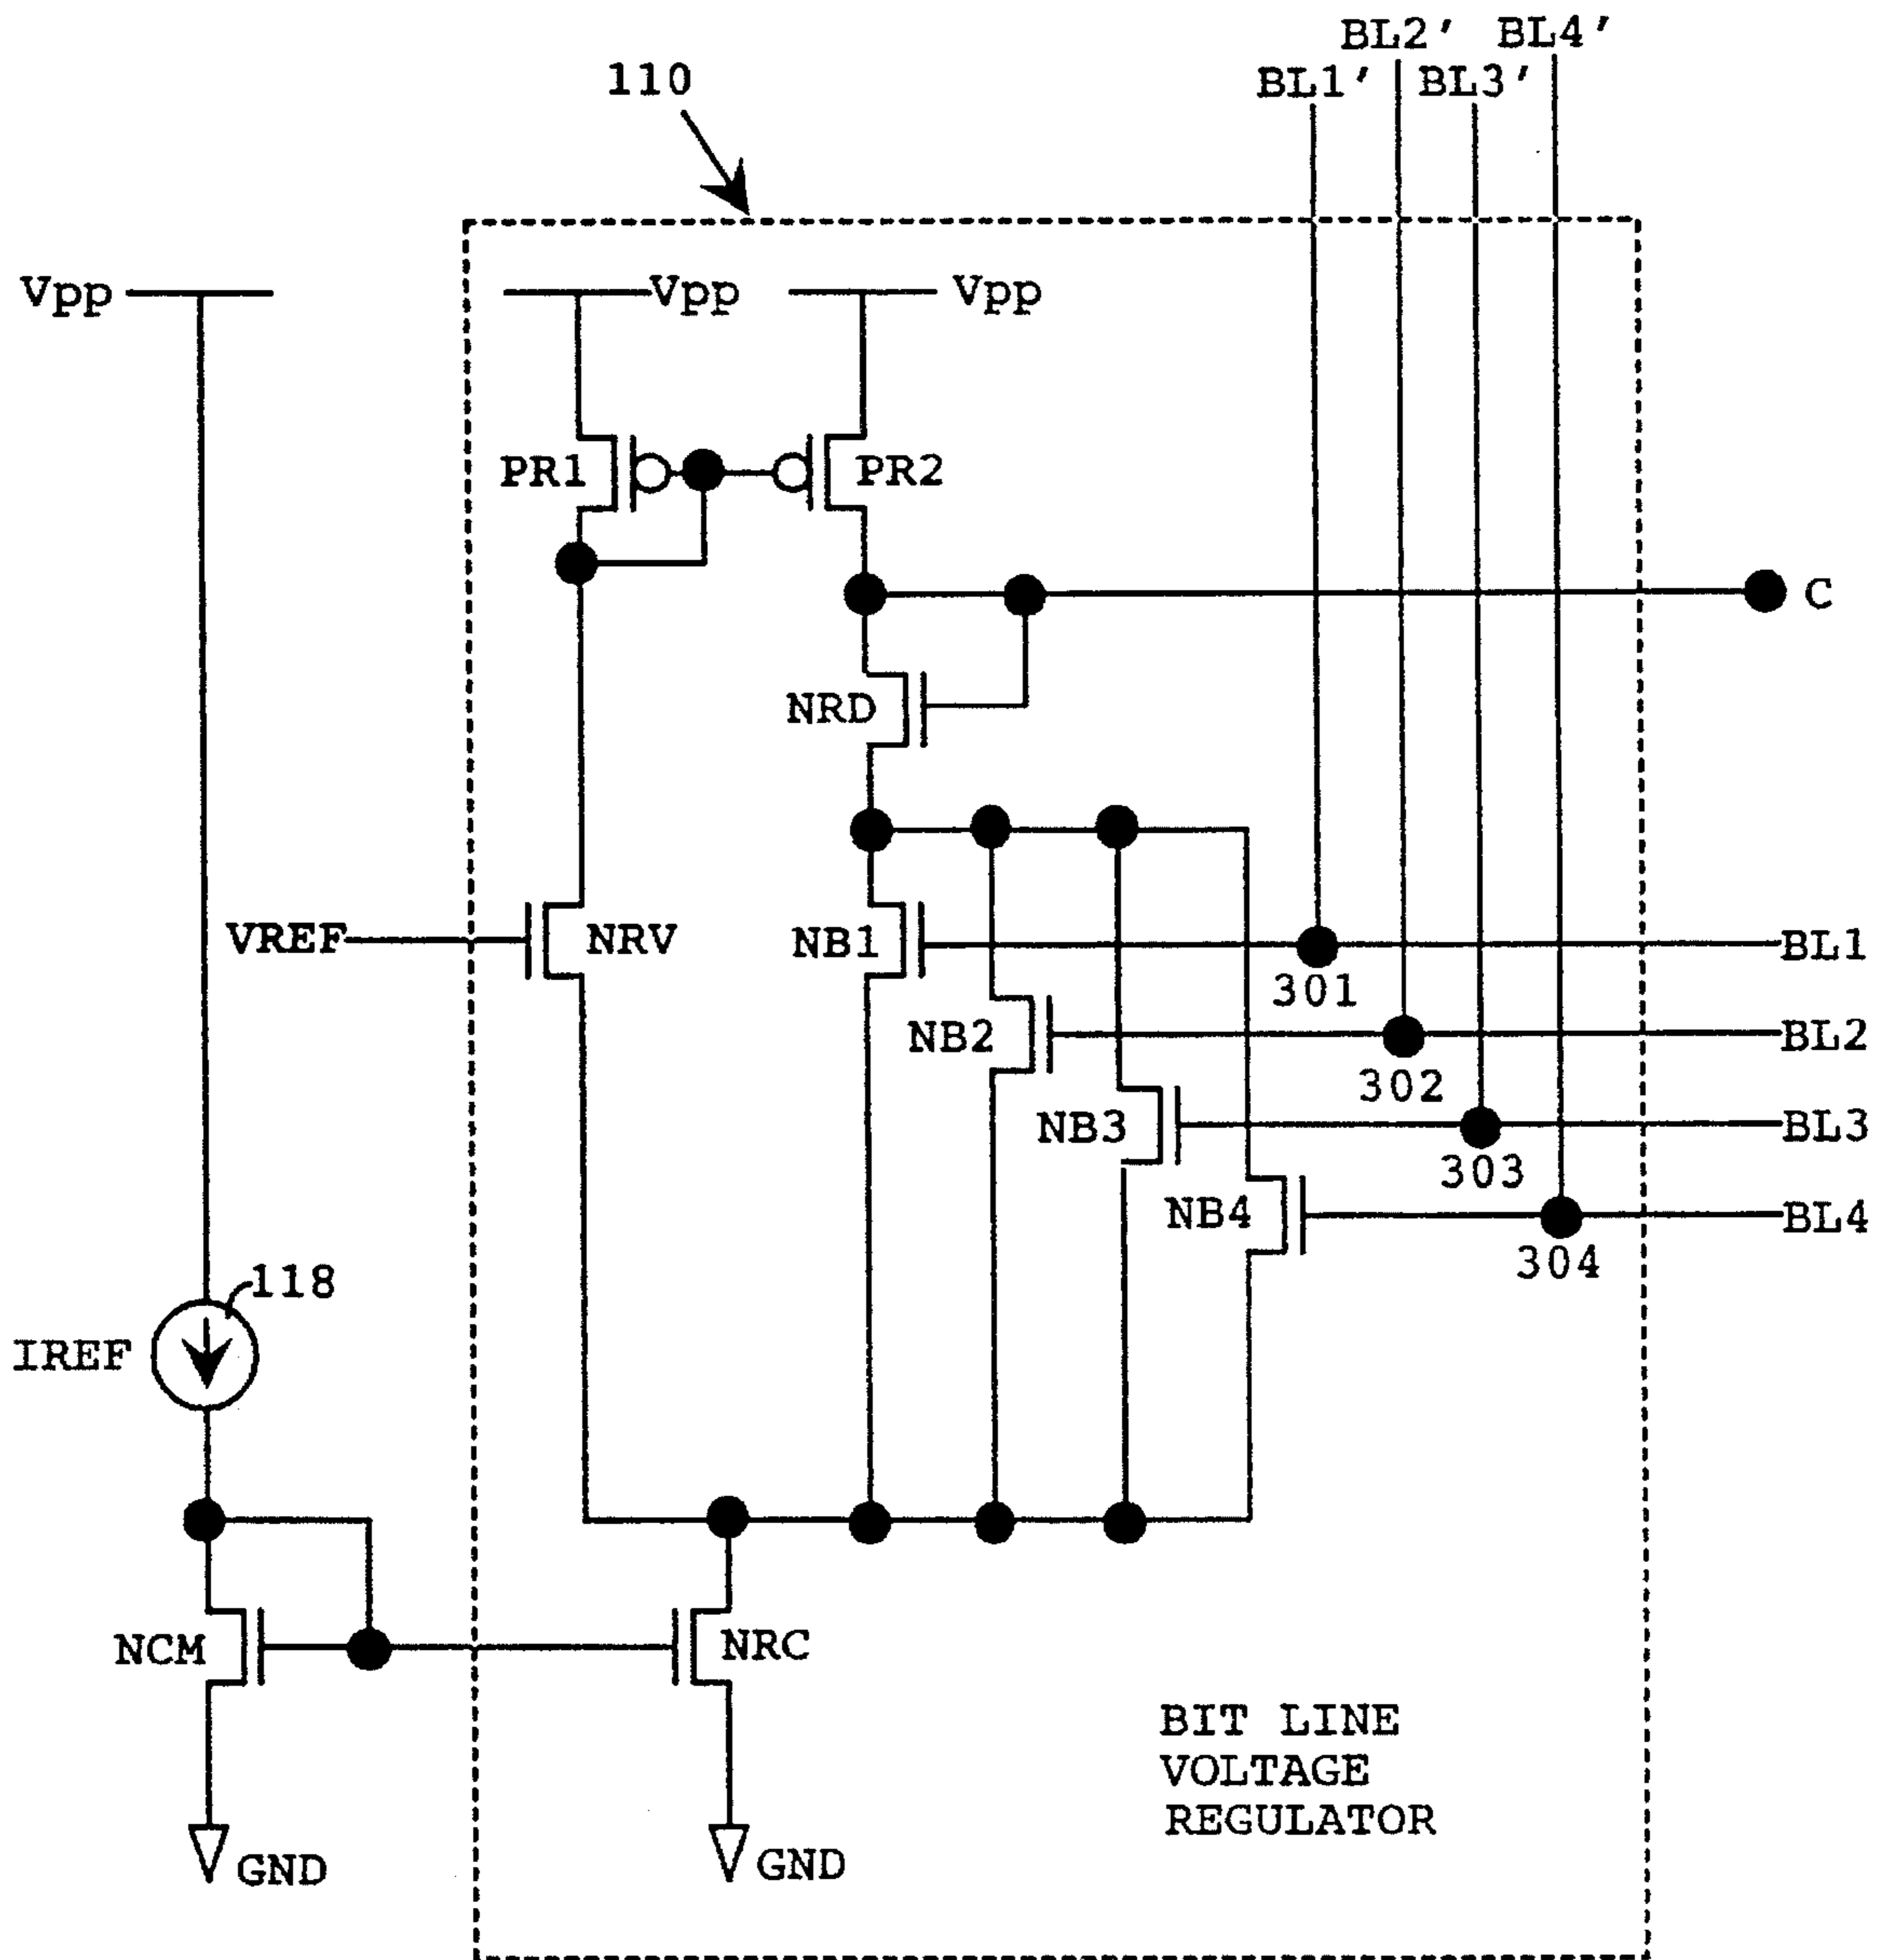 BL2' BL4'
110 BL1' BL3'
Vpp Vpp Vpp
PR1 PR2
C
NRD
VREF NRV NB1 BL1
301
NB2 BL2
302
NB3 BL3
303
NB4 BL4
304
118
IREF
NCM NRC
BIT LINE
VOLTAGE
REGULATOR
GND GND